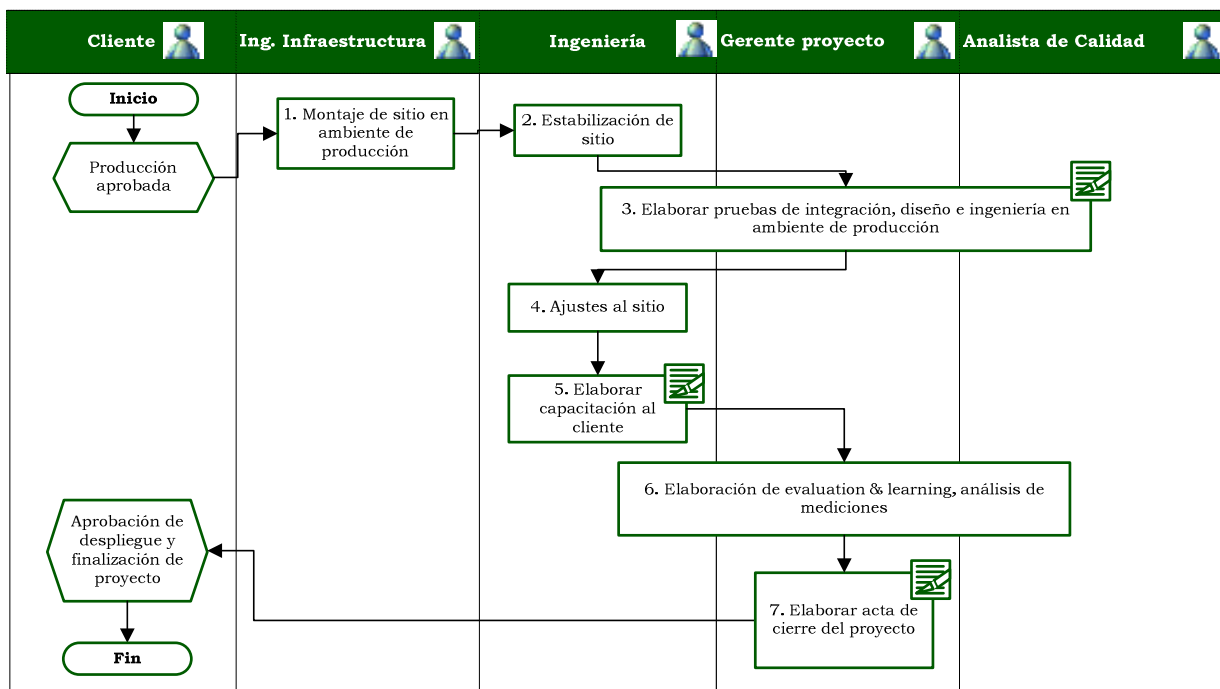 Cliente
Ing. Infraestructura
Ingeniería
Gerente proyecto
Analista de Calidad
Inicio
Producción
aprobada
1. Montaje de sitio en
ambiente de
producción
2. Estabilización de
sitio
3. Elaborar pruebas de integración, diseño e ingeniería en
ambiente de producción
4. Ajustes al sitio
5. Elaborar
capacitación al
cliente
6. Elaboración de evaluation & learning, análisis de
mediciones
7. Elaborar acta de
cierre del proyecto
Aprobación de
despliegue y
finalización de
proyecto
Fin